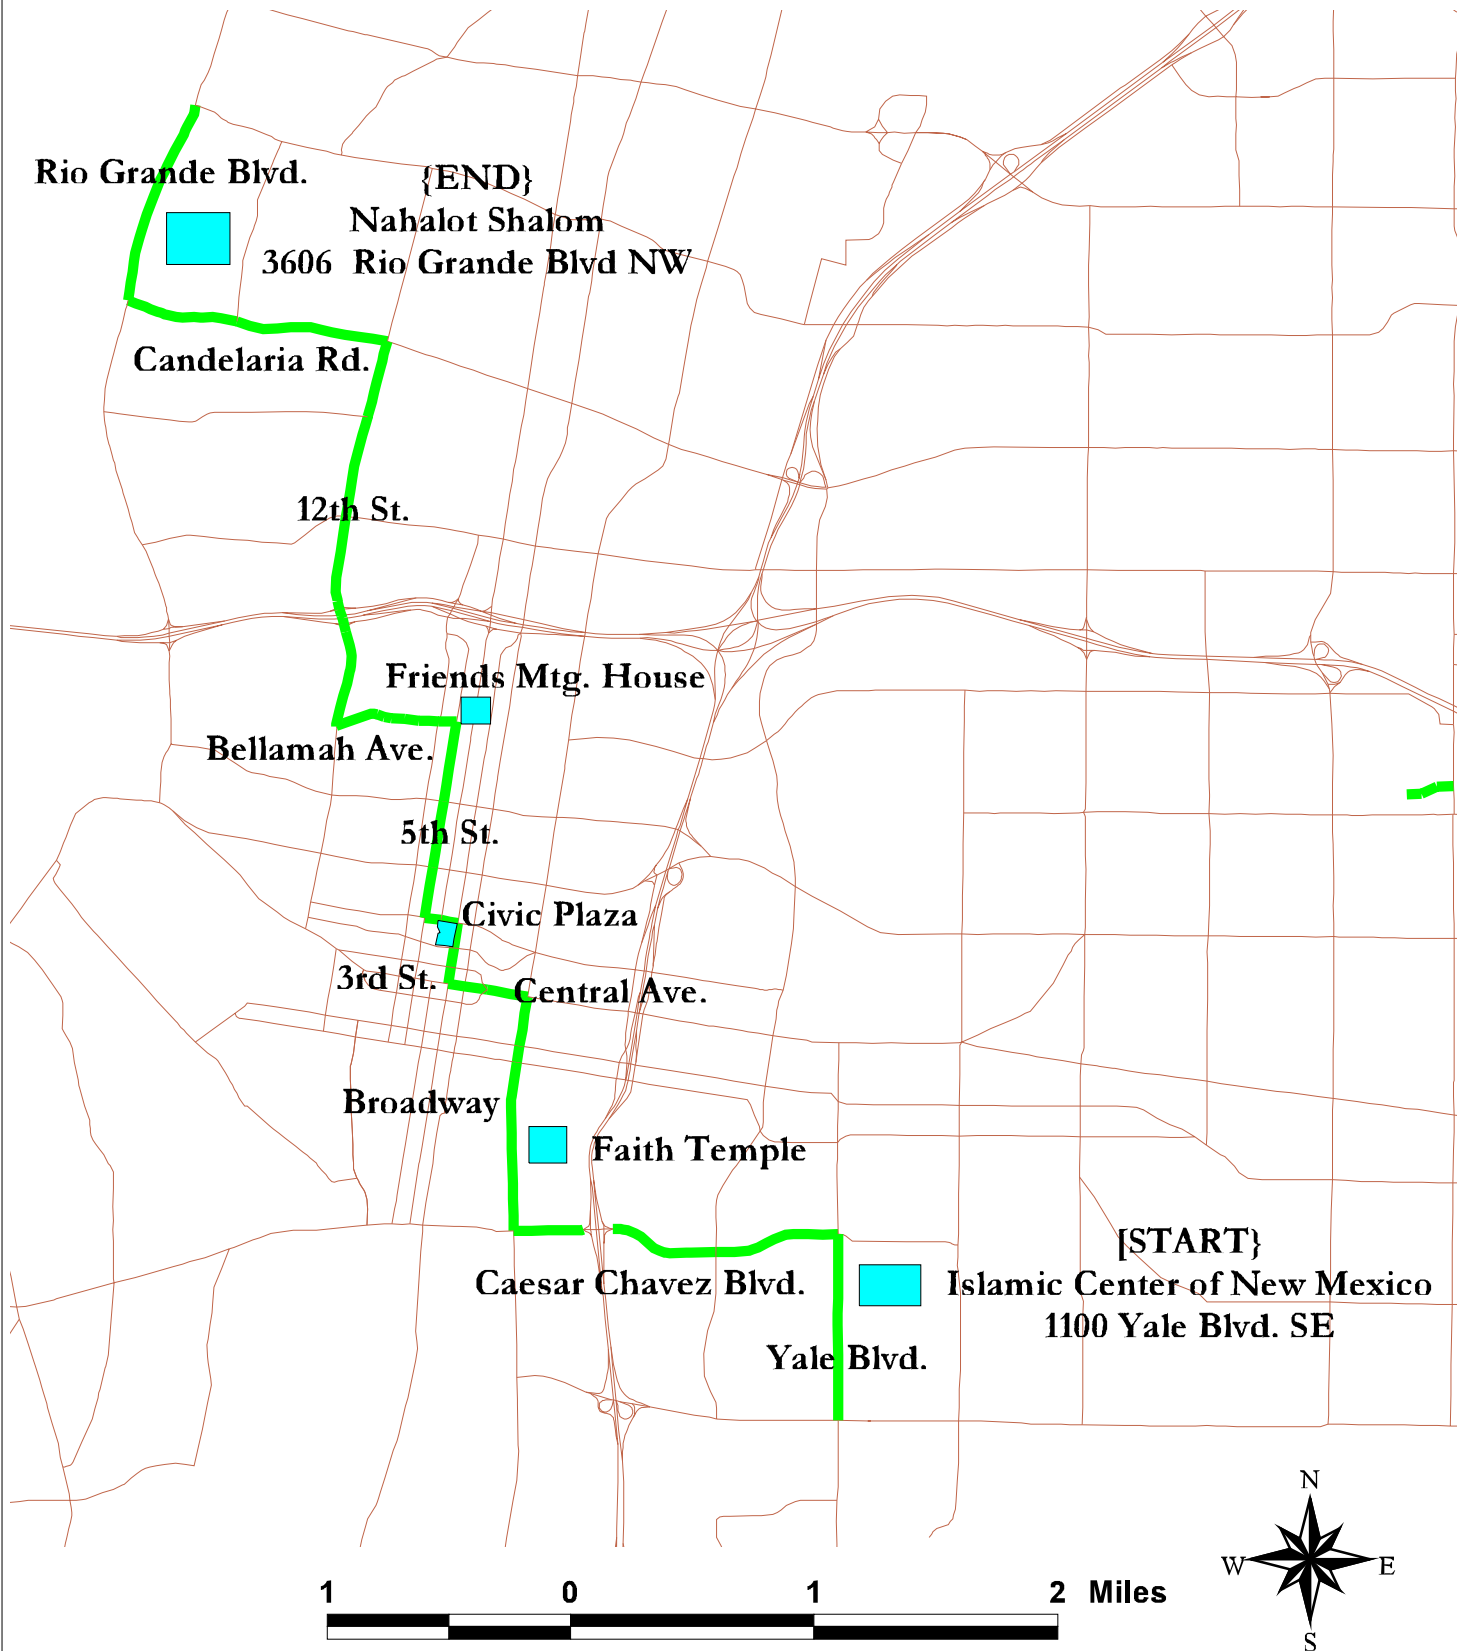 Rio Grande Blvd.
{END}
Nahalot Shalom
3606 Rio Grande Blvd NW
Candelaria Rd.
12th St.
Friends Mtg. House
Bellamah Ave.
5th St.
Civic Plaza
3rd St.
Central Ave.
Broadway
Faith Temple
[START}
Caesar Chavez Blvd.
Islamic Center of New Mexico
1100 Yale Blvd. SE
Yale Blvd.
N
W E
S
1 0 1 2 Miles